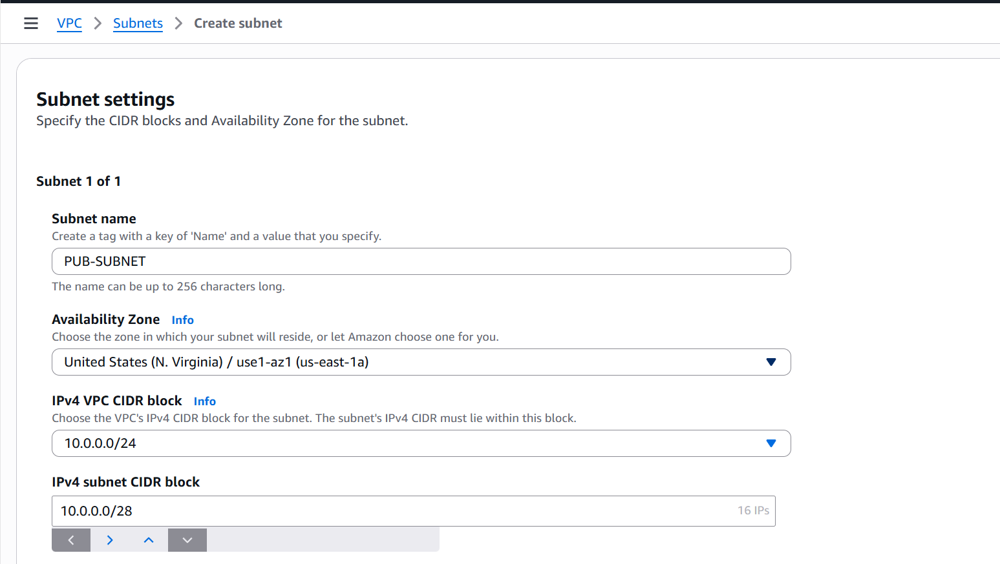 VPC > Subnets > Create subnet
Subnet settings
Specify the CIDR blocks and Availability Zone for the subnet.
Subnet 1 of 1
Subnet name
Create a tag with a key of 'Name' and a value that you specify.
PUB-SUBNET
The name can be up to 256 characters long.
Availability Zone Info
Choose the zone in which your subnet will reside, or let Amazon choose one for you.
United States (N. Virginia) / use1-az1 (us-east-1a)
IPv4 VPC CIDR block Info
Choose the VPC's IPv4 CIDR block for the subnet. The subnet's IPv4 CIDR must lie within this block.
10.0.0.0/24
IPv4 subnet CIDR block
10.0.0.0/28 16 IPs